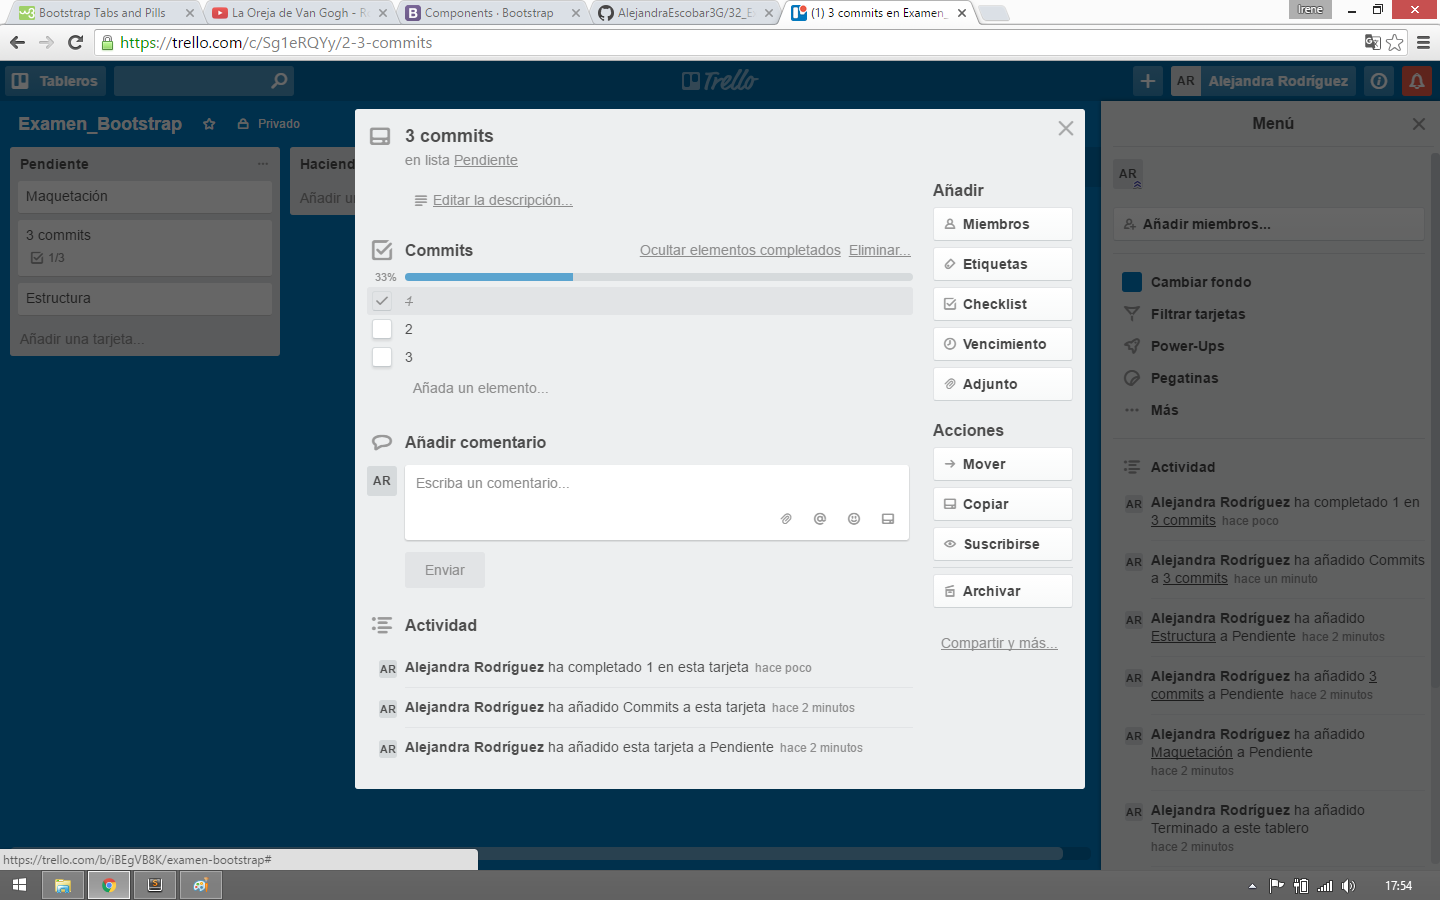 Bootstrap Tabs and Pills
La Oreja de Van Gogh - R
Components · Bootstrap
AlejandraEscobar3G/32_E
(1) 3 commits en Examen_
Irene
https://trello.com/c/Sg1eRQYy/2-3-commits
Tableros
Trello
AR
Alejandra Rodríguez
Examen_Bootstrap
Privado
Pendiente
Maquetación
3 commits
1/3
Estructura
Añadir una tarjeta...
Haciend
Añadir u
3 commits
en lista Pendiente
Editar la descripción...
Commits
Ocultar elementos completados
Eliminar...
33%
1
2
3
Añada un elemento...
Añadir comentario
AR
Escriba un comentario...
Enviar
Actividad
AR Alejandra Rodríguez ha completado 1 en esta tarjeta hace poco
AR Alejandra Rodríguez ha añadido Commits a esta tarjeta hace 2 minutos
AR Alejandra Rodríguez ha añadido esta tarjeta a Pendiente hace 2 minutos
Añadir
Miembros
Etiquetas
Checklist
Vencimiento
Adjunto
Acciones
Mover
Copiar
Suscribirse
Archivar
Compartir y más...
Menú
AR
Añadir miembros...
Cambiar fondo
Filtrar tarjetas
Power-Ups
Pegatinas
Más
Actividad
AR Alejandra Rodríguez ha completado 1 en
3 commits hace poco
AR Alejandra Rodríguez ha añadido Commits
a 3 commits hace un minuto
AR Alejandra Rodríguez ha añadido
Estructura a Pendiente hace 2 minutos
AR Alejandra Rodríguez ha añadido 3
commits a Pendiente hace 2 minutos
AR Alejandra Rodríguez ha añadido
Maquetación a Pendiente
hace 2 minutos
AR Alejandra Rodríguez ha añadido
Terminado a este tablero
hace 2 minutos
https://trello.com/b/iBEgVB8K/examen-bootstrap#
17:54